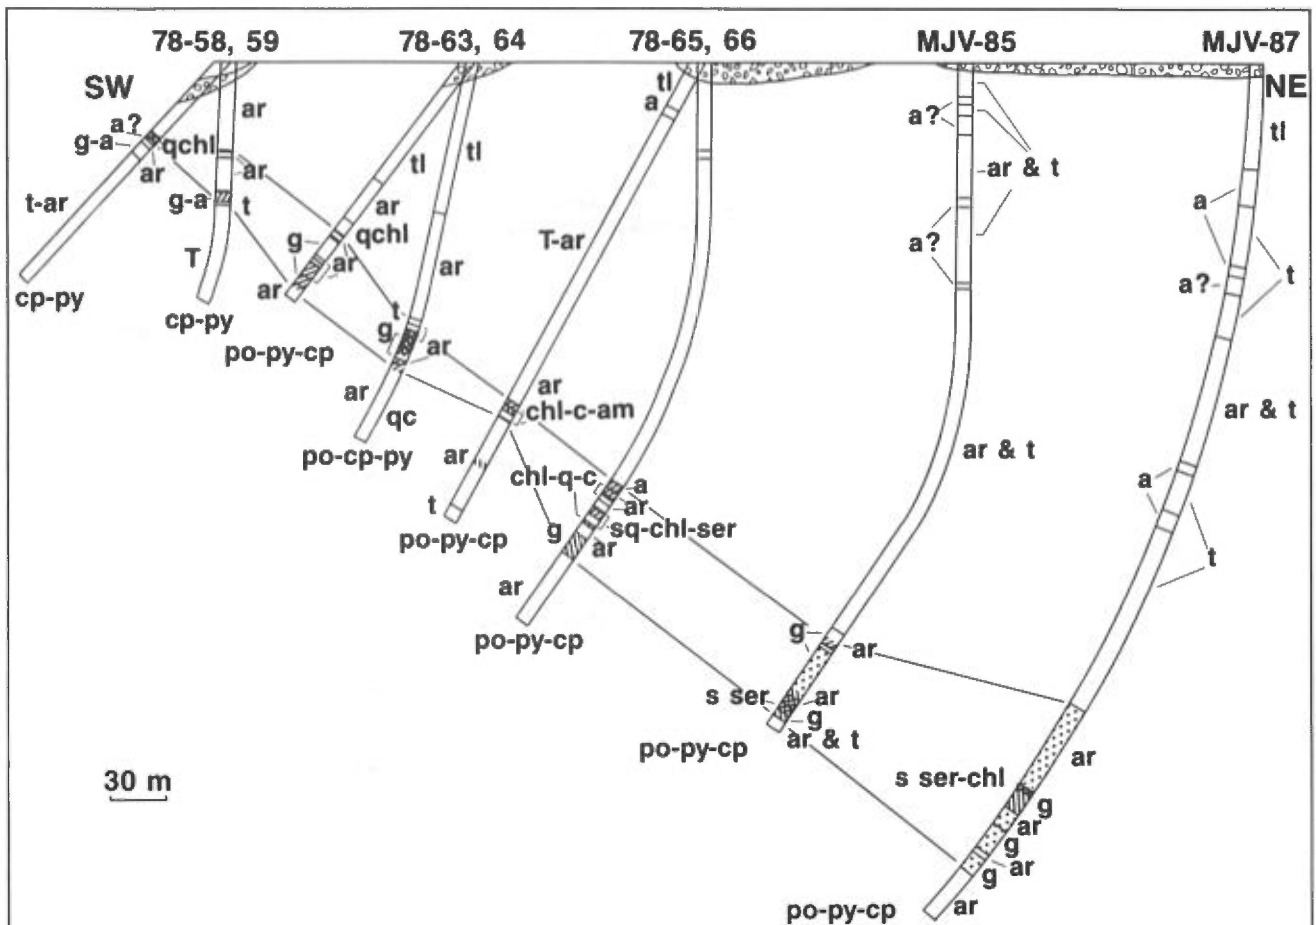 78-58, 59 78-63, 64 78-65, 66 MJV-85 MJV-87
SW NE
ar tl a a? tl
a? qchl
g-a ar ar tl tl ar & t
t-ar g-a t ar a
g qchl T-ar a? t
T ar ar a?
cp-py ar
cp-py t
g
po-py-cp ar
ar ar
chl-c-am
qc ar & t
po-cp-py ar ar & t
chl-q-c a a
ar
t sq-chl-ser
po-py-cp g ar t
ar
po-py-cp g
ar
s ser ar
g
po-py-cp ar & t
30 m s ser-chl ar
g
ar
g
ar
g
po-py-cp ar